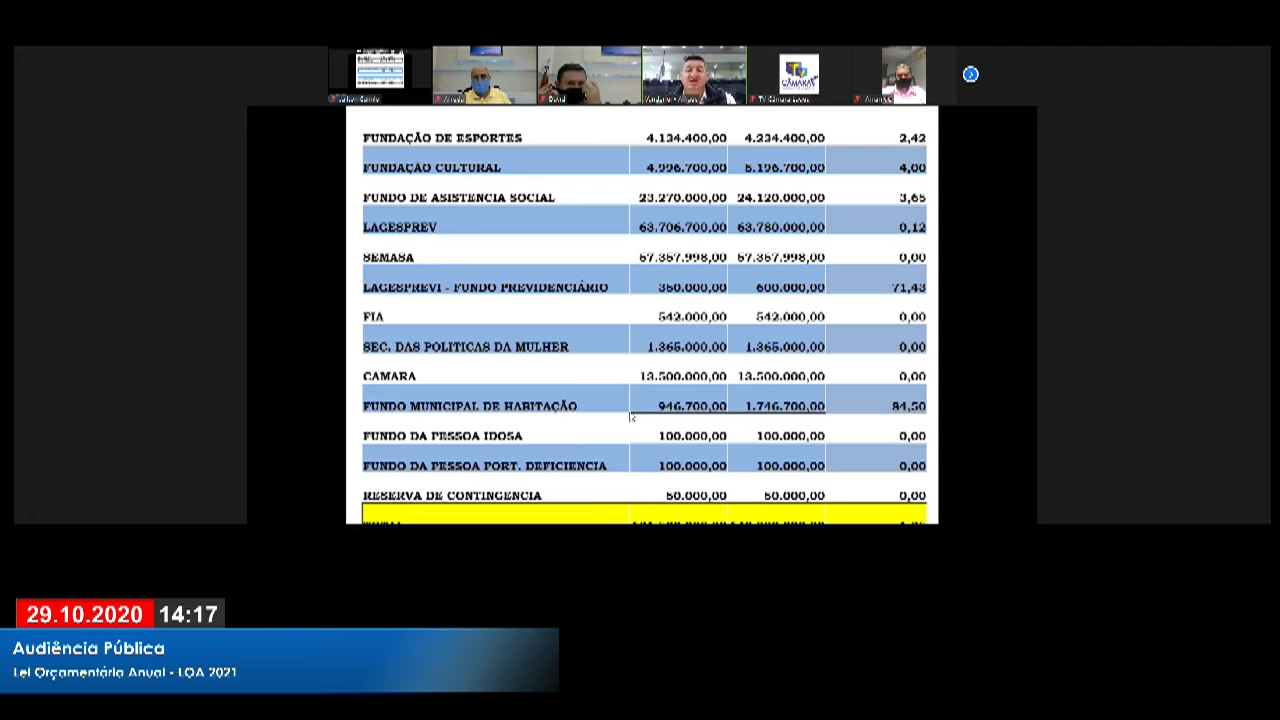 TV CÂMARA
FUNDAÇÃO DE ESPORTES 4.134.400,00 4.234.400,00 2,42
FUNDAÇÃO CULTURAL 4.996.700,00 5.196.700,00 4,00
FUNDO DE ASISTENCIA SOCIAL 23.270.000,00 24.120.000,00 3,65
LAGESPREV 63.706.700,00 63.780.000,00 0,12
SEMASA 57.357.998,00 57.357.998,00 0,00
LAGESPREVI - FUNDO PREVIDENCIÁRIO 350.000,00 600.000,00 71,43
FIA 542.000,00 542.000,00 0,00
SEC. DAS POLITICAS DA MULHER 1.365.000,00 1.365.000,00 0,00
CAMARA 13.500.000,00 13.500.000,00 0,00
FUNDO MUNICIPAL DE HABITAÇÃO 946.700,00 1.746.700,00 84,50
FUNDO DA PESSOA IDOSA 100.000,00 100.000,00 0,00
FUNDO DA PESSOA PORT. DEFICIENCIA 100.000,00 100.000,00 0,00
RESERVA DE CONTINGENCIA 50.000,00 50.000,00 0,00
29.10.2020 14:17
Audiência Pública
Lei Orçamentária Anual - LOA 2021